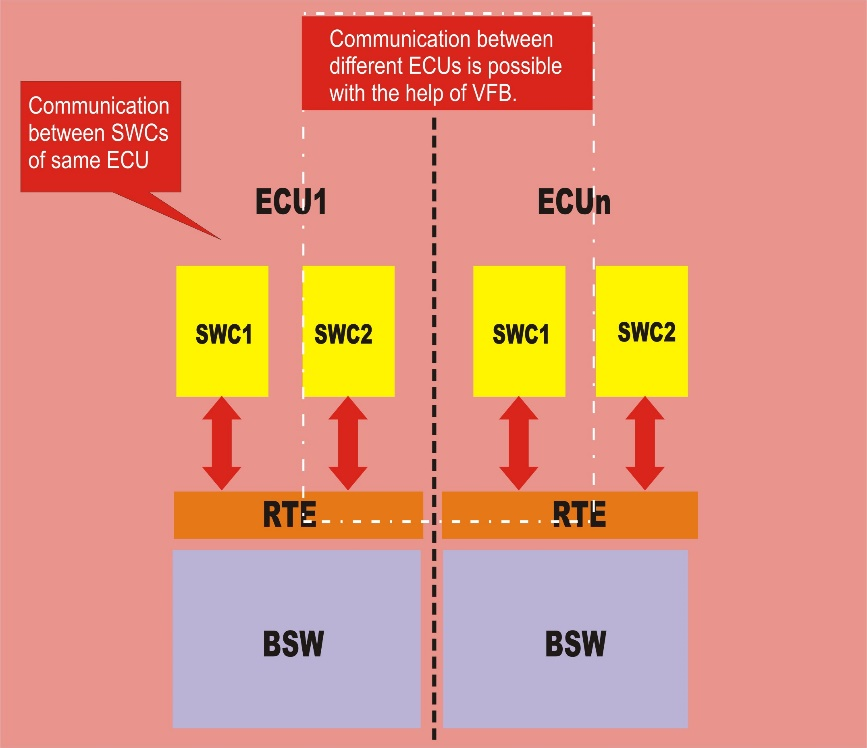 Communication between
different ECUs is possible
with the help of VFB.
Communication
between SWCs
of same ECU
ECU1
ECUn
SWC1
SWC2
SWC1
SWC2
RTE
RTE
BSW
BSW